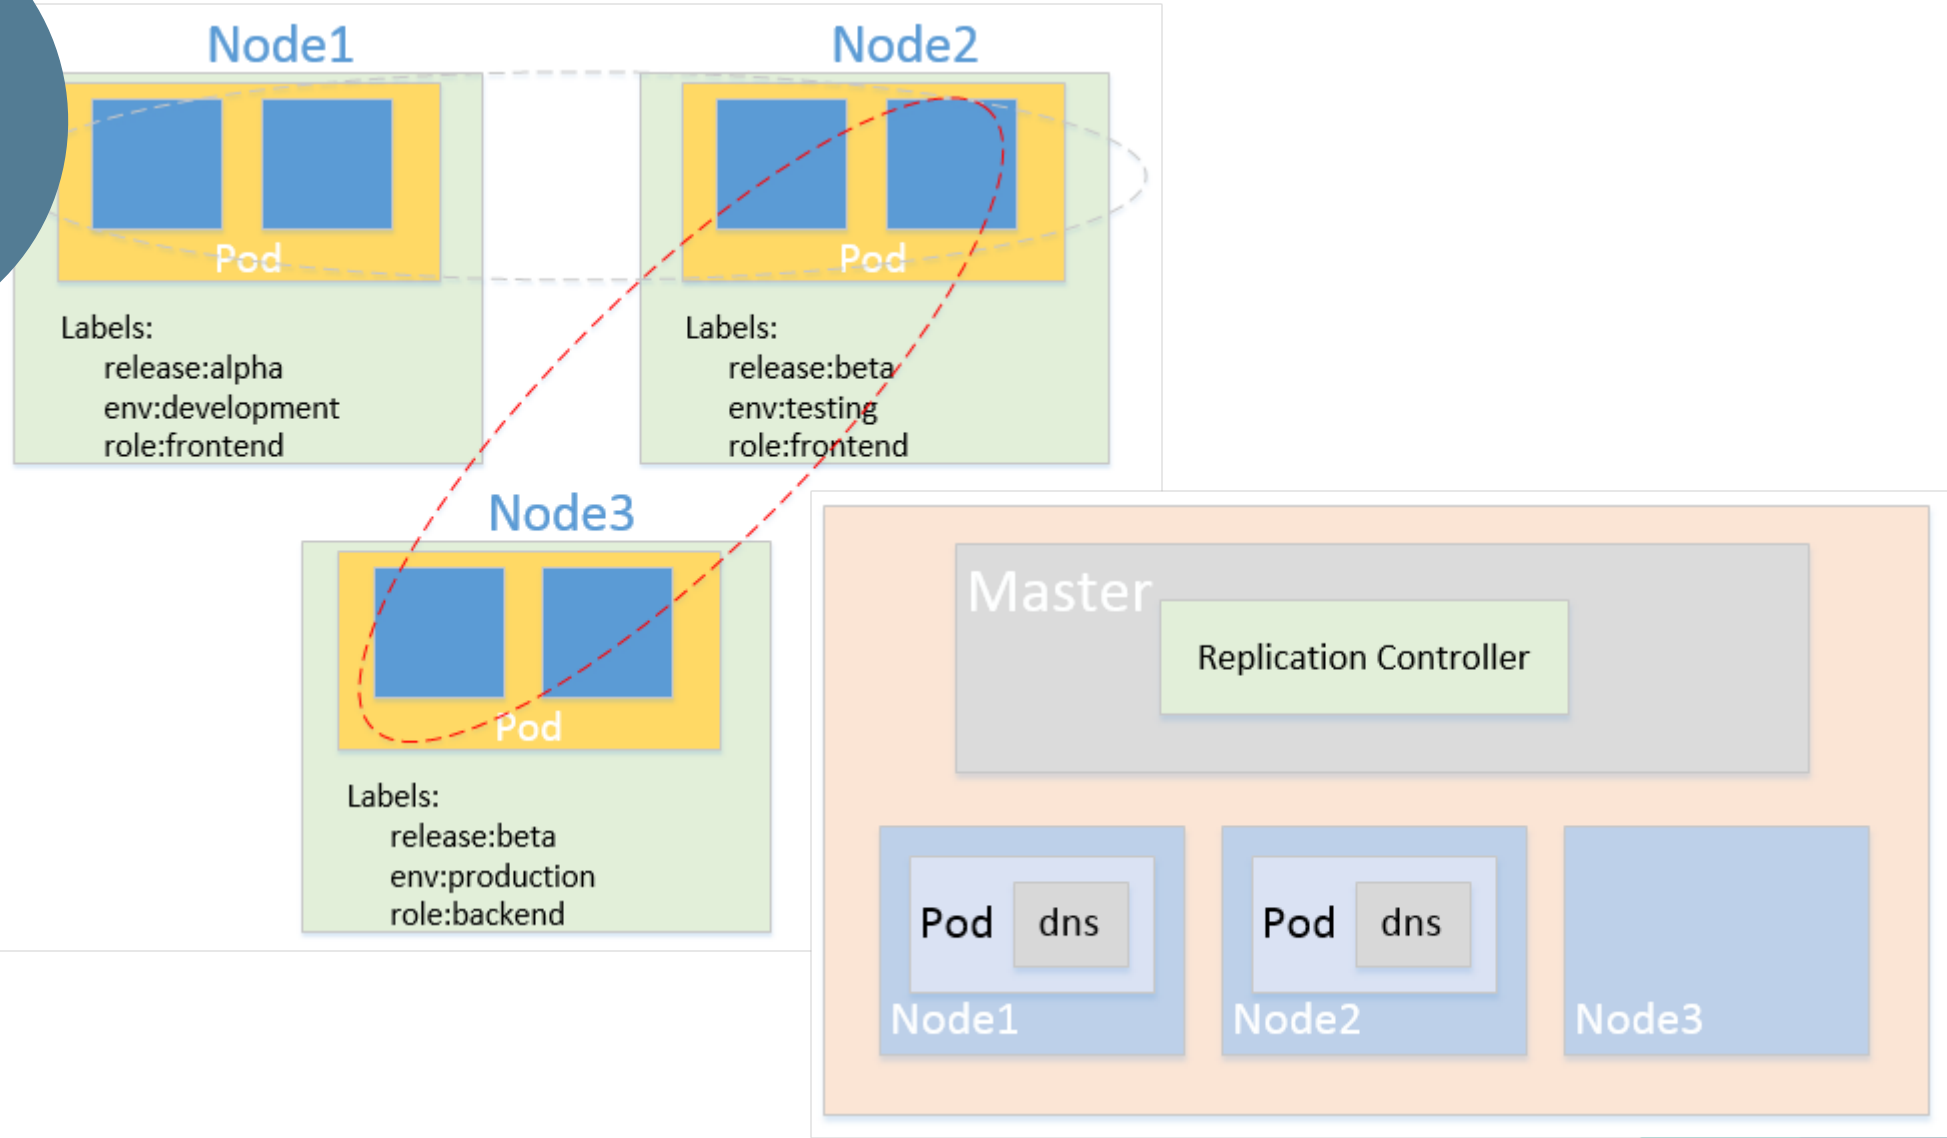 Node1
Pod
Labels:
release:alpha
env:development
role:frontend
Node2
Pod
Labels:
release:beta
env:testing
role:frontend
Node3
Pod
Labels:
release:beta
env:production
role:backend
Master
Replication Controller
Pod dns
Node1
Pod dns
Node2
Node3